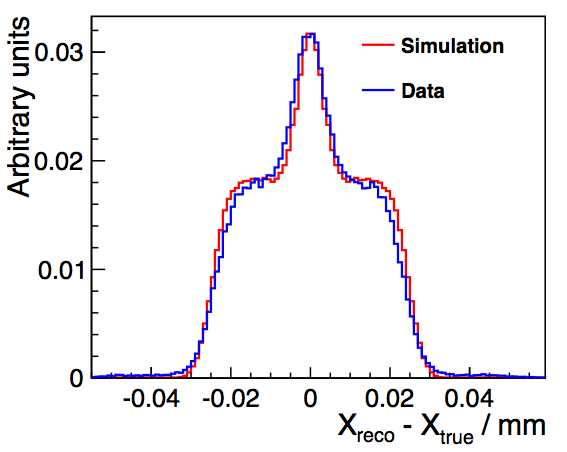 Arbitrary units
0.03
0.02
0.01
0
Simulation
Data
-0.04 -0.02 0 0.02 0.04
Xreco - Xtrue / mm